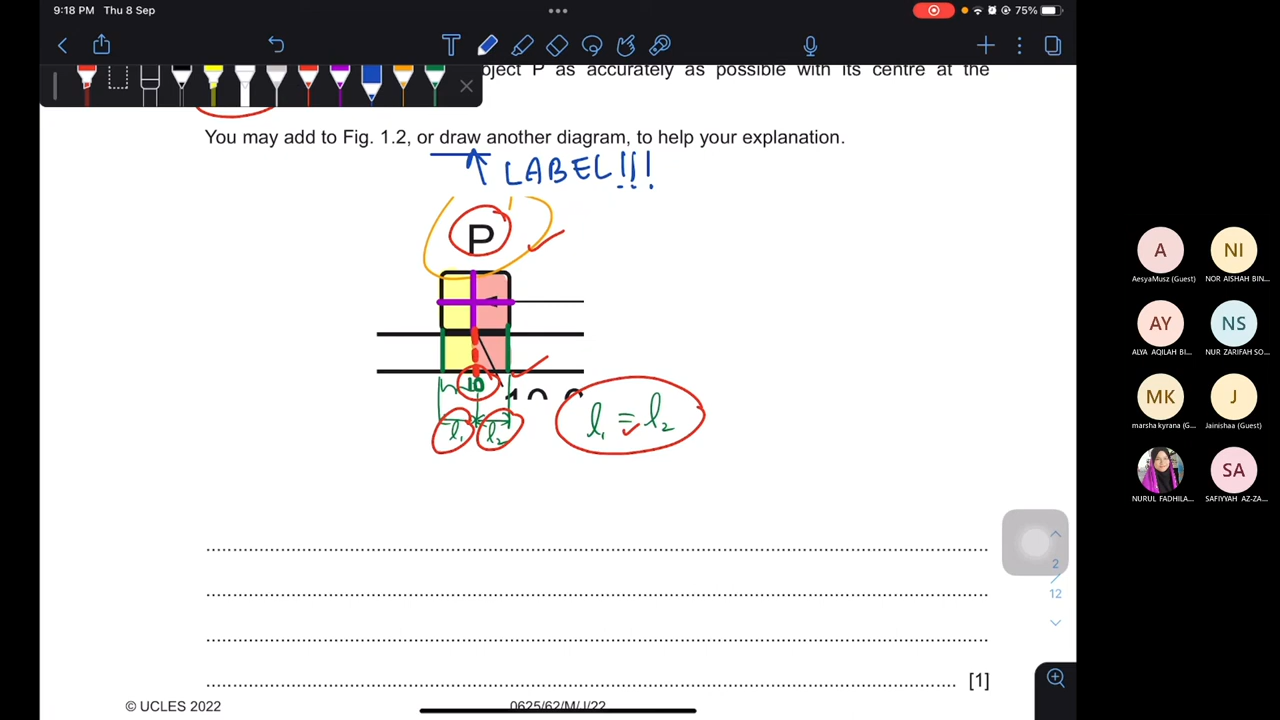 9:18 PM Thu 8 Sep
75%
bject P as accurately as possible with its centre at the
You may add to Fig. 1.2, or draw another diagram, to help your explanation.
LABEL!!!
P
10
l₁ l₂
l₁ = l₂
[1]
© UCLES 2022
0625/62/M/J/22
2
12
A
AesyaMusz (Guest)
NI
NOR AISHAH BIN...
AY
ALYA AQILAH BI...
NS
NUR ZARIFAH SO...
MK
marsha kyrana (G...
J
Jainishaa (Guest)
NURUL FADHILA...
SA
SAFIYYAH AZ-ZA...